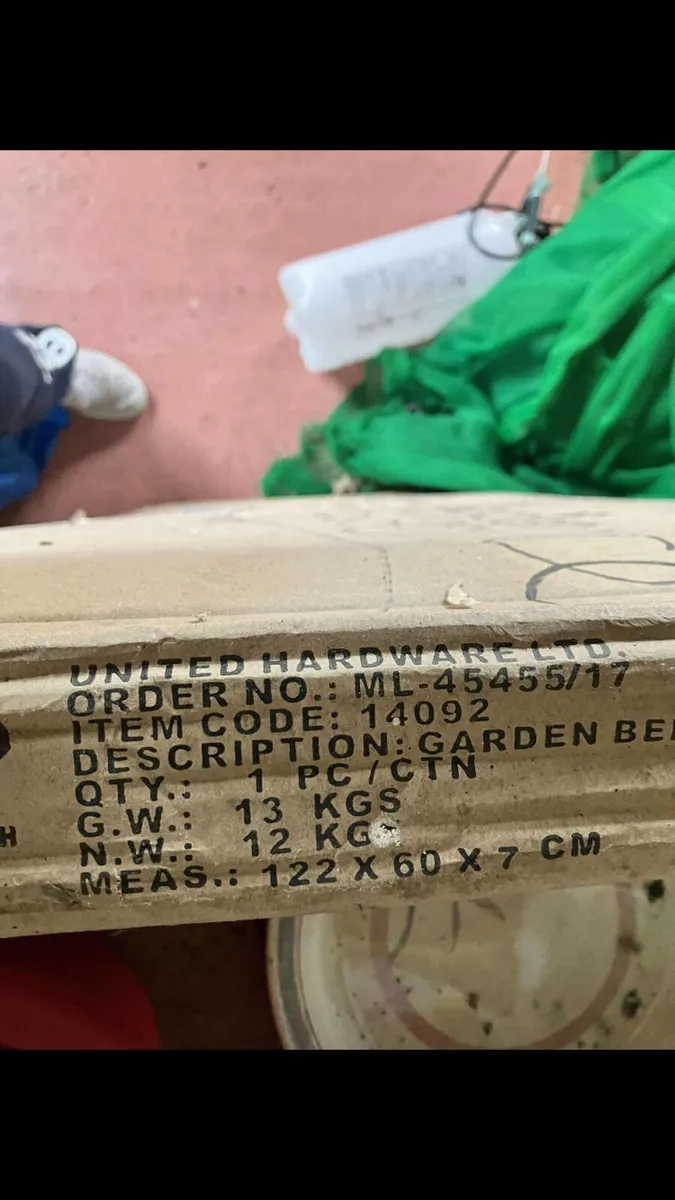 UNITED HARDWARE LTD.
ORDER NO.: ML-45455/17
ITEM CODE: 14092
DESCRIPTION: GARDEN
QTY.: 1 PC/CTN
G.W.: 13 KGS
N.W.: 12 KG
MEAS.: 122 X 60 X 7 CM
H
8